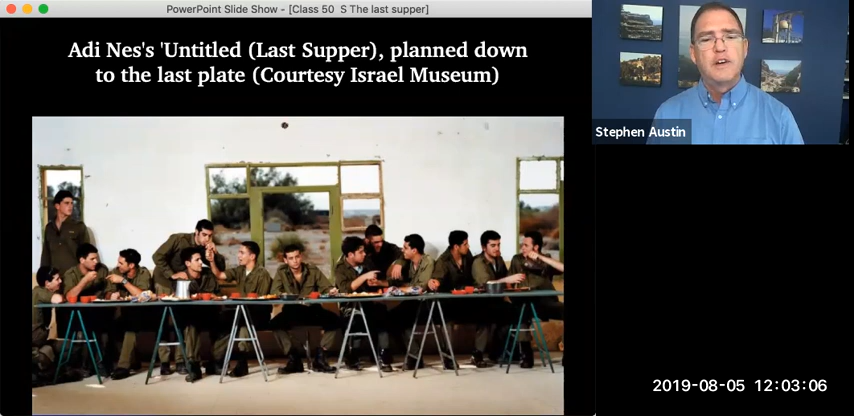 PowerPoint Slide Show - [Class 50  S The last supper]
Adi Nes's 'Untitled (Last Supper), planned down
to the last plate (Courtesy Israel Museum)
Stephen Austin
2019-08-05 12:03:06